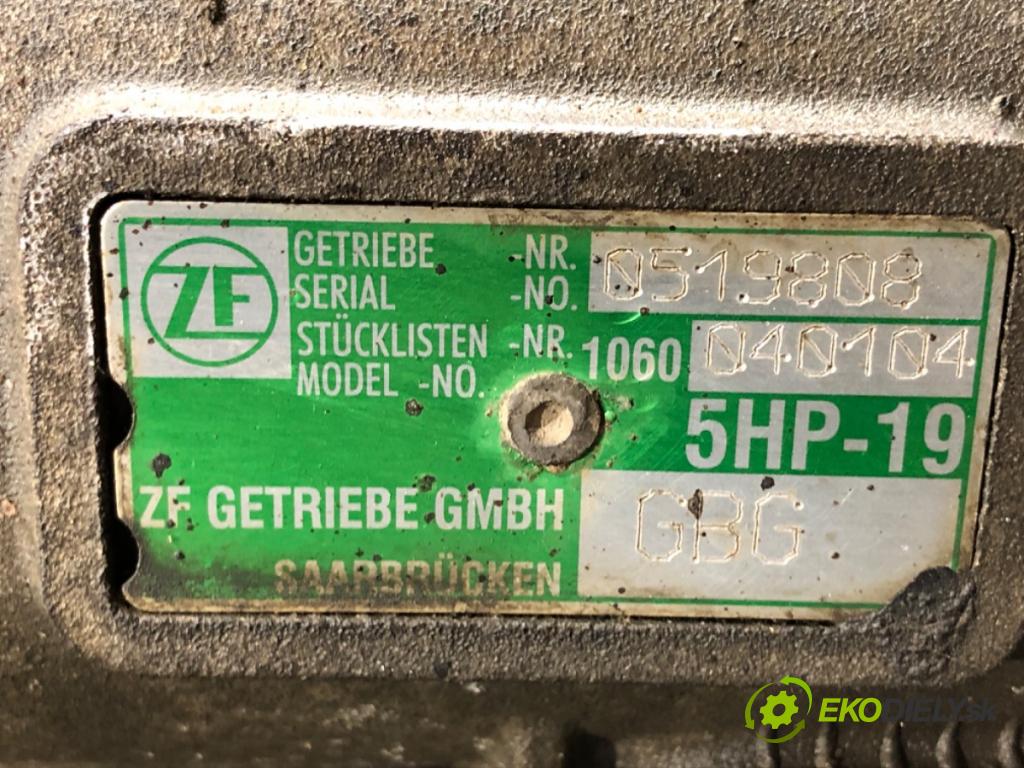 ZF
GETRIEBE -NR. 0519808
SERIAL -NO.
STÜCKLISTEN -NR. 1060 040104
MODEL -NO.
5HP-19
ZF GETRIEBE GMBH GBG
SAARBRÜCKEN
EKODIELY.sk